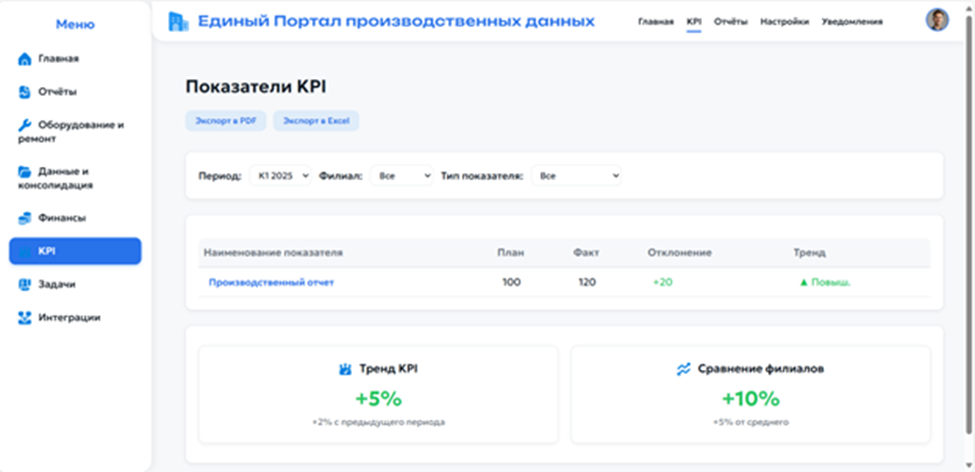 Меню
Главная
Отчёты
Оборудование и
ремонт
Данные и
консолидация
Финансы
KPI
Задачи
Интеграции
Единый Портал производственных данных
Главная KPI Отчёты Настройки Уведомления
Показатели KPI
Экспорт в PDF Экспорт в Excel
Период: К1 2025 Филиал: Все Тип показателя: Все
Наименование показателя План Факт Отклонение Тренд
Производственный отчет 100 120 +20 ▲ Повыш.
Тренд KPI
+5%
+2% с предыдущего периода
Сравнение филиалов
+10%
+5% от среднего